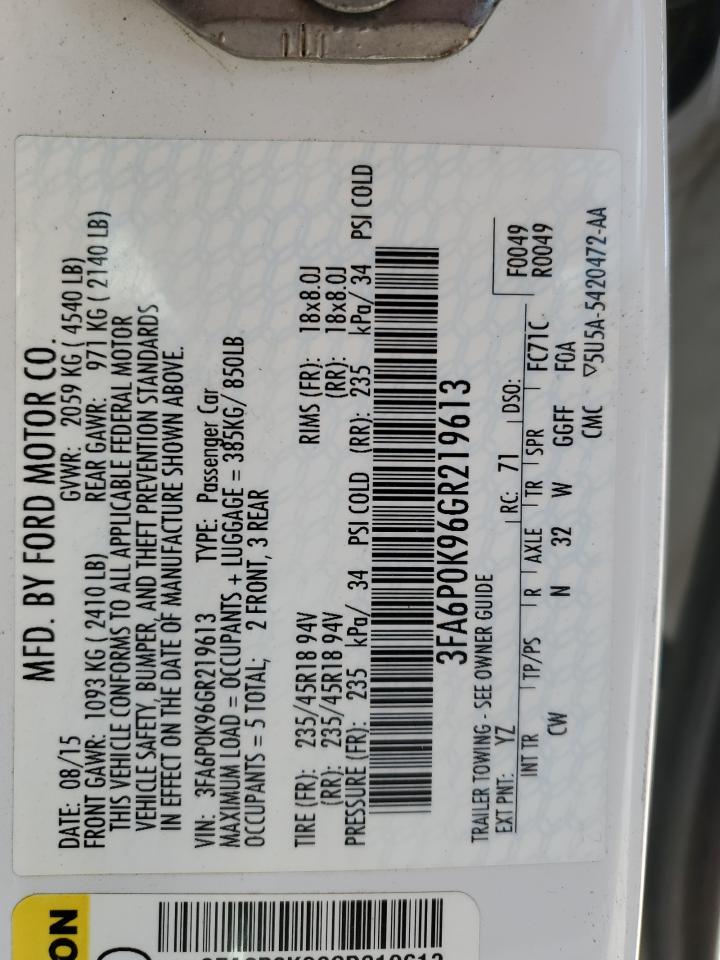 MFD. BY FORD MOTOR CO.
DATE: 08/15 GVWR: 2059 KG ( 4540 LB)
FRONT GAWR: 1093 KG ( 2410 LB) REAR GAWR: 971 KG ( 2140 LB)
THIS VEHICLE CONFORMS TO ALL APPLICABLE FEDERAL MOTOR
VEHICLE SAFETY, BUMPER, AND THEFT PREVENTION STANDARDS
IN EFFECT ON THE DATE OF MANUFACTURE SHOWN ABOVE.
VIN: 3FA6P0K96GR219613 TYPE: Passenger Car
MAXIMUM LOAD = OCCUPANTS + LUGGAGE = 385KG/ 850LB
OCCUPANTS = 5 TOTAL; 2 FRONT, 3 REAR
TIRE (FR): 235/45R18 94V RIMS (FR): 18x8.0J
(RR): 235/45R18 94V (RR): 18x8.0J
PRESSURE (FR): 235 kPa/ 34 PSI COLD (RR): 235 kPa/ 34 PSI COLD
3FA6P0K96GR219613
TRAILER TOWING - SEE OWNER GUIDE
EXT PNT: YZ RC: 71 DSO: F0049
R0049
INT TR TP/PS R AXLE TR SPR FC71C
CW N 32 W GGFF F0A
CMC ▽5U5A-5420472-AA
ON